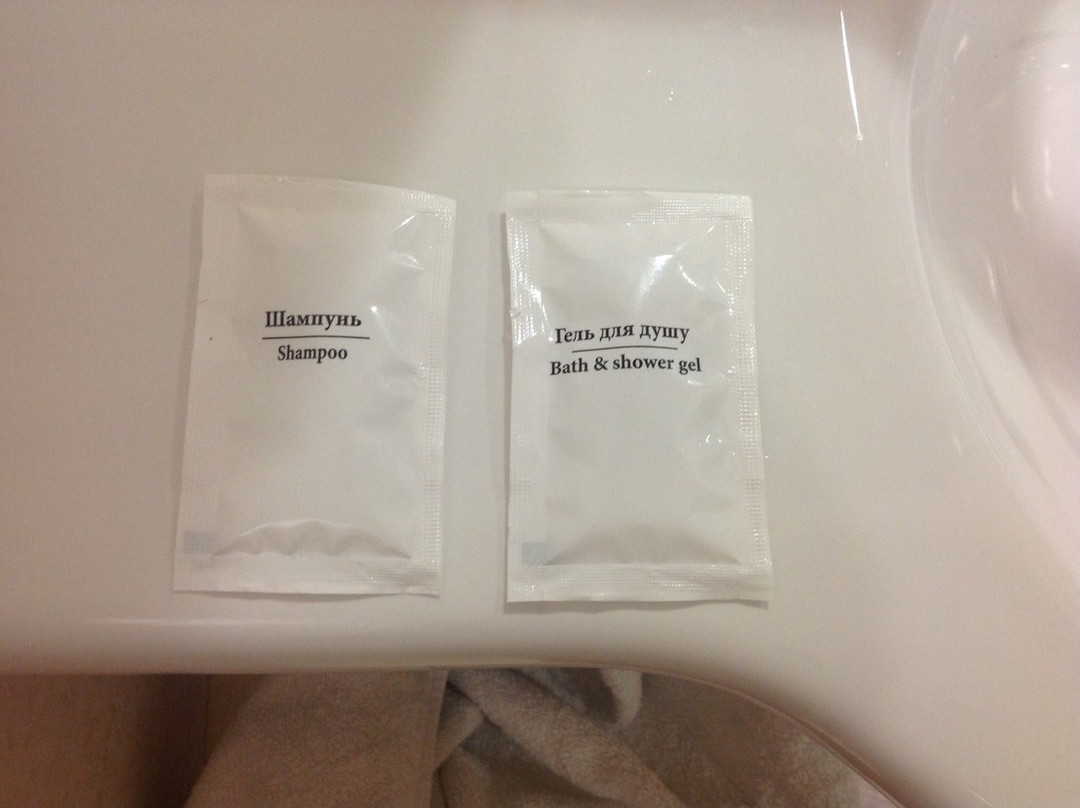 Шампунь
Shampoo
Гель для душу
Bath & shower gel